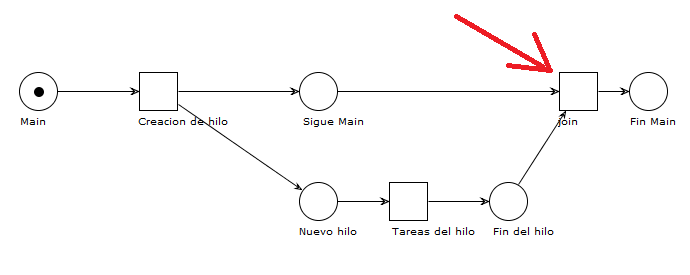 Main
Creacion de hilo
Sigue Main
join
Fin Main
Nuevo hilo
Tareas del hilo
Fin del hilo